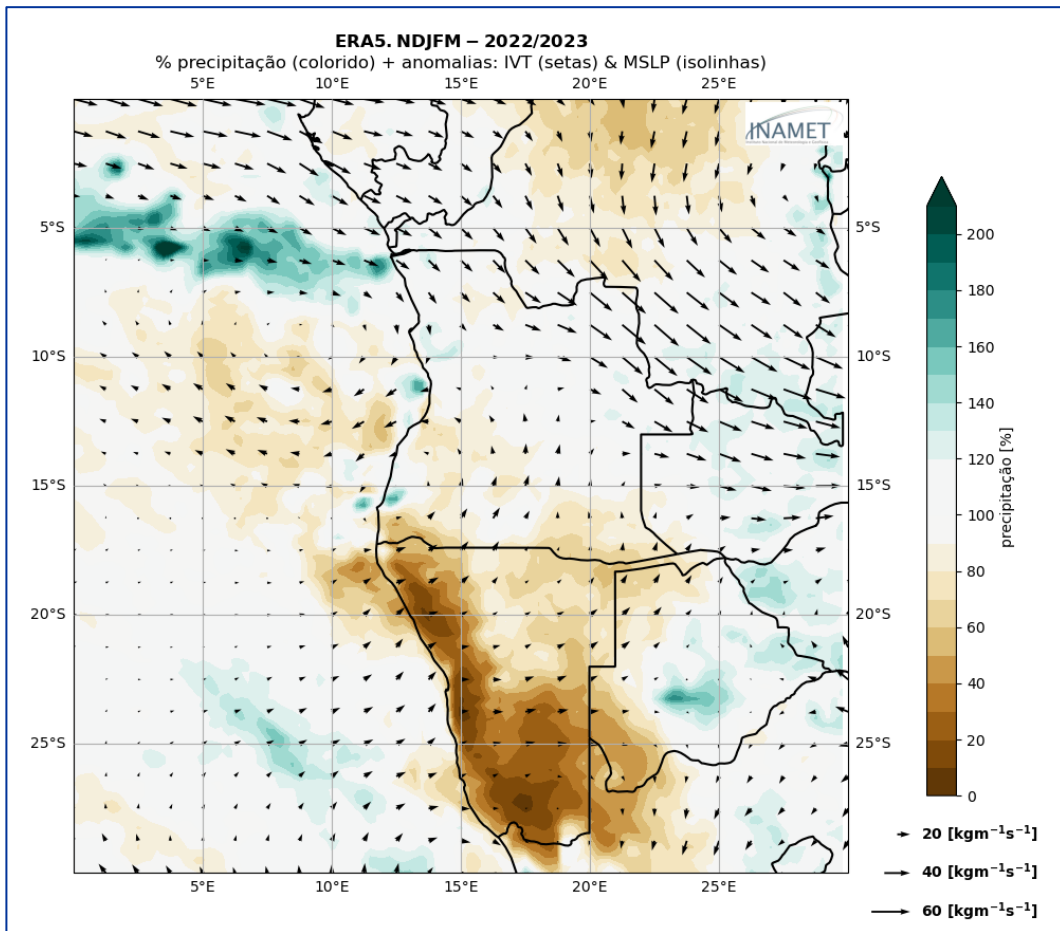 ERA5. NDJFM − 2022/2023
% precipitação (colorido) + anomalias: IVT (setas) & MSLP (isolinhas)
5°E 10°E 15°E 20°E 25°E
INAMET
5°S 5°S
10°S 10°S
15°S 15°S
20°S 20°S
25°S 25°S
5°E 10°E 15°E 20°E 25°E
200
180
160
140
120
100
80
60
40
20
0
precipitação [%]
20 [kgm⁻¹s⁻¹]
40 [kgm⁻¹s⁻¹]
60 [kgm⁻¹s⁻¹]